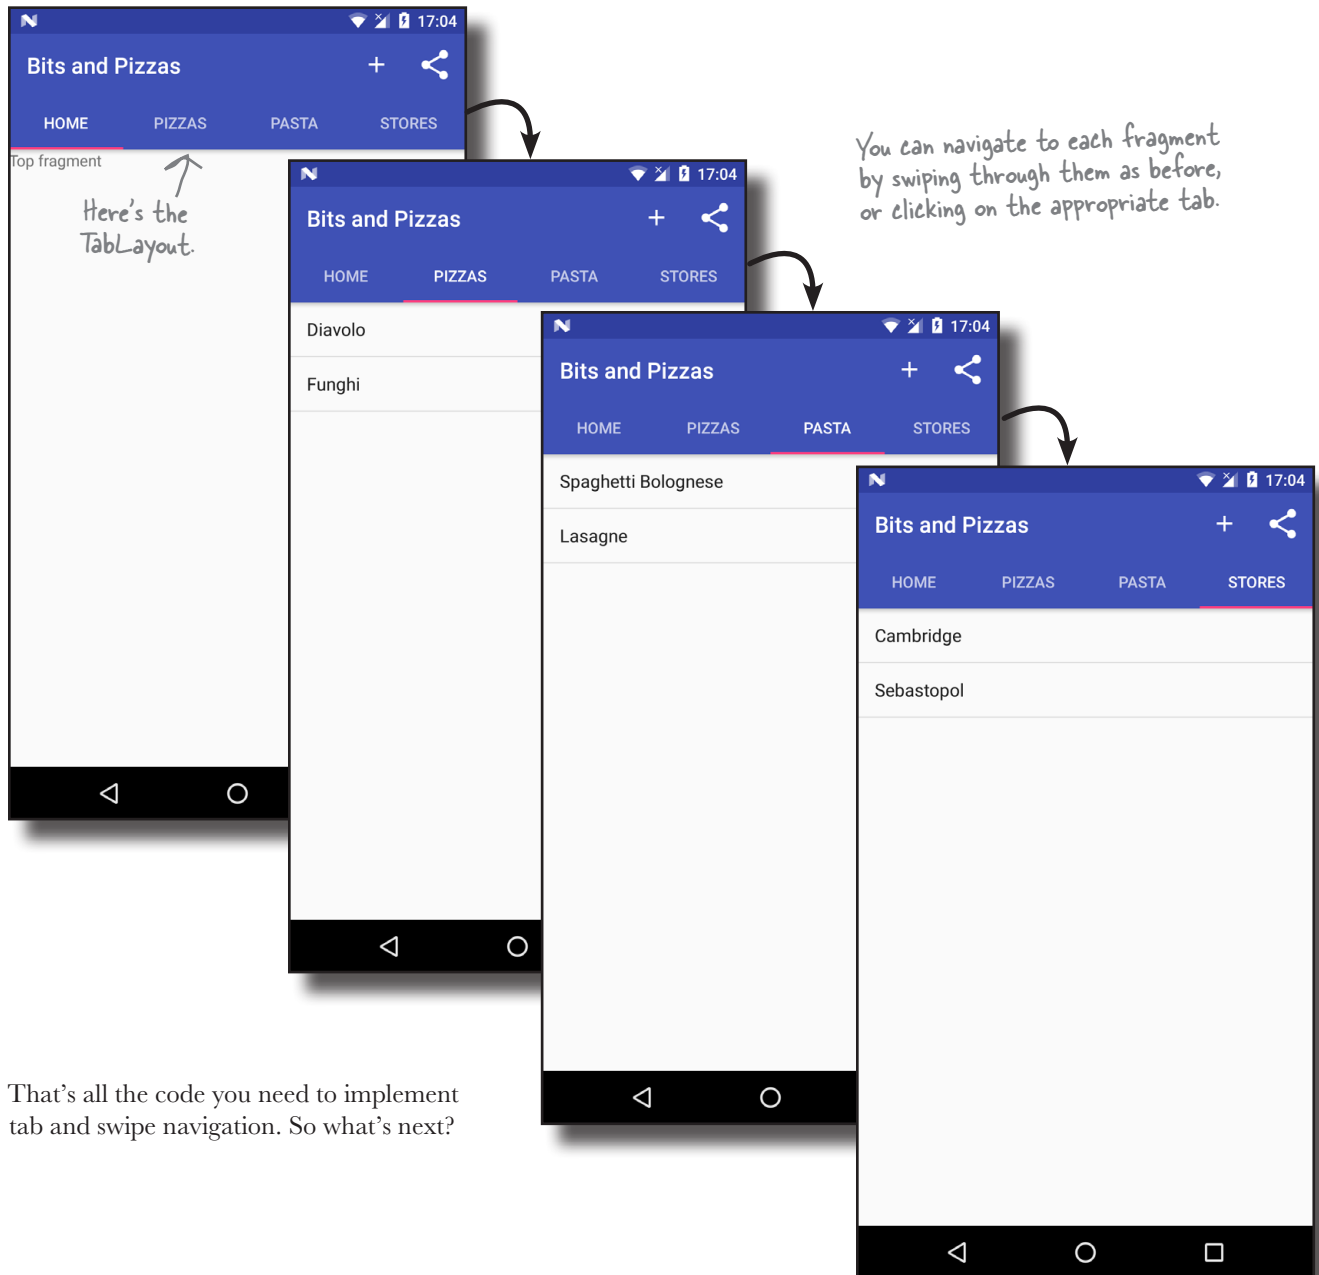 17:04
Bits and Pizzas
+
HOME PIZZAS PASTA STORES
Top fragment
Here's the
TabLayout.
You can navigate to each fragment
by swiping through them as before,
or clicking on the appropriate tab.
17:04
Bits and Pizzas
+
HOME PIZZAS PASTA STORES
Diavolo
Funghi
17:04
Bits and Pizzas
+
HOME PIZZAS PASTA STORES
Spaghetti Bolognese
Lasagne
17:04
Bits and Pizzas
+
HOME PIZZAS PASTA STORES
Cambridge
Sebastopol
That's all the code you need to implement
tab and swipe navigation. So what's next?